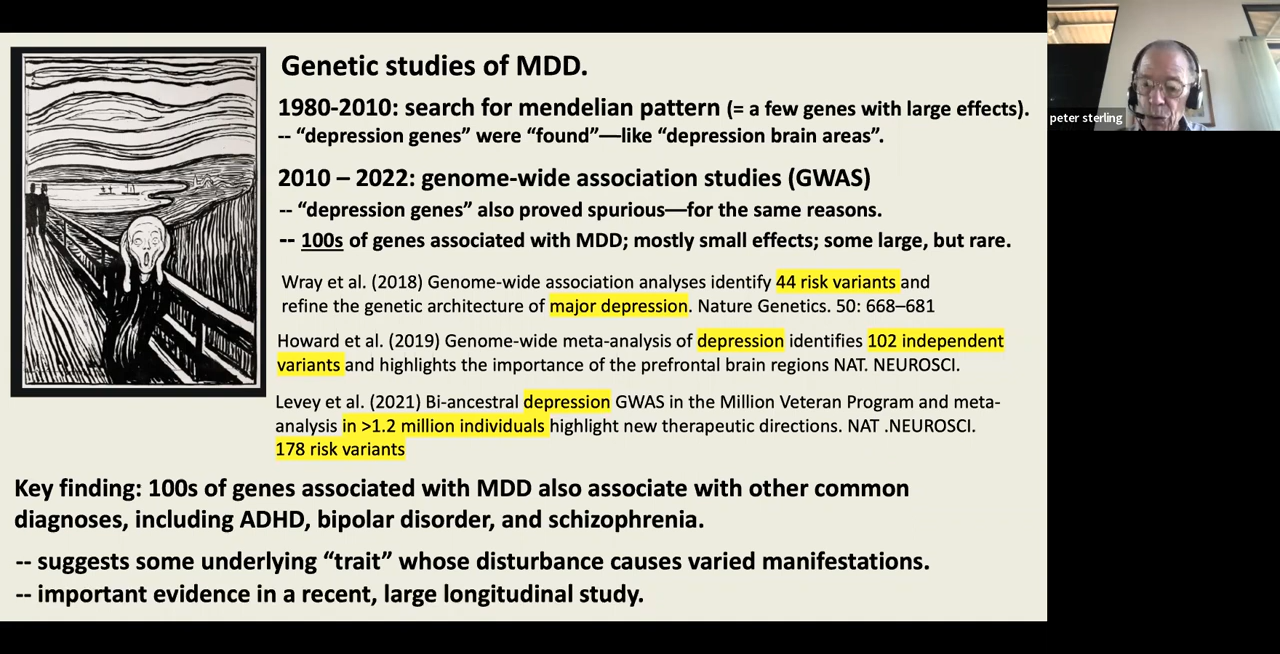 Genetic studies of MDD.
1980-2010: search for mendelian pattern (= a few genes with large effects).
-- “depression genes” were “found”—like “depression brain areas”.
2010 – 2022: genome-wide association studies (GWAS)
-- “depression genes” also proved spurious—for the same reasons.
-- 100s of genes associated with MDD; mostly small effects; some large, but rare.
Wray et al. (2018) Genome-wide association analyses identify 44 risk variants and
refine the genetic architecture of major depression. Nature Genetics. 50: 668–681
Howard et al. (2019) Genome-wide meta-analysis of depression identifies 102 independent
variants and highlights the importance of the prefrontal brain regions NAT. NEUROSCI.
Levey et al. (2021) Bi-ancestral depression GWAS in the Million Veteran Program and meta-
analysis in >1.2 million individuals highlight new therapeutic directions. NAT .NEUROSCI.
178 risk variants
Key finding: 100s of genes associated with MDD also associate with other common
diagnoses, including ADHD, bipolar disorder, and schizophrenia.
-- suggests some underlying “trait” whose disturbance causes varied manifestations.
-- important evidence in a recent, large longitudinal study.
peter sterling